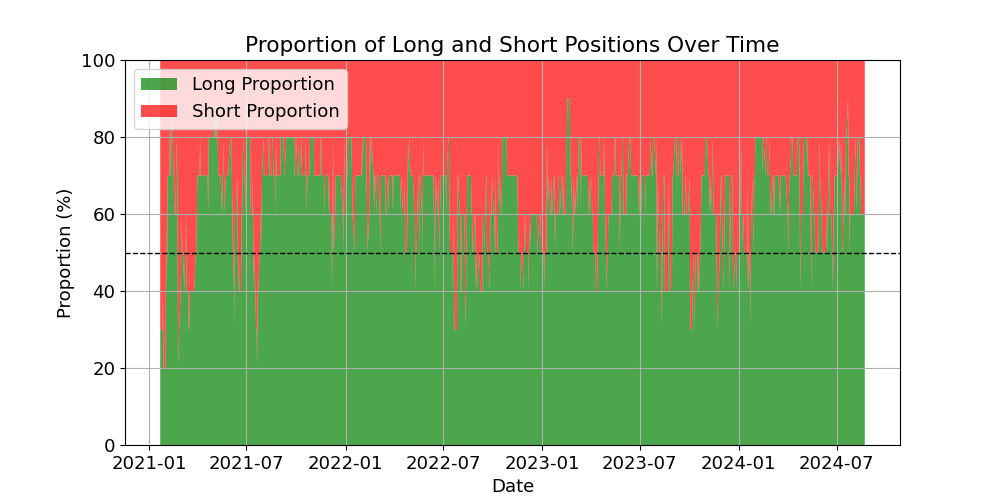 Proportion of Long and Short Positions Over Time
Long Proportion
Short Proportion
Proportion (%)
100
80
60
40
20
0
2021-01 2021-07 2022-01 2022-07 2023-01 2023-07 2024-01 2024-07
Date